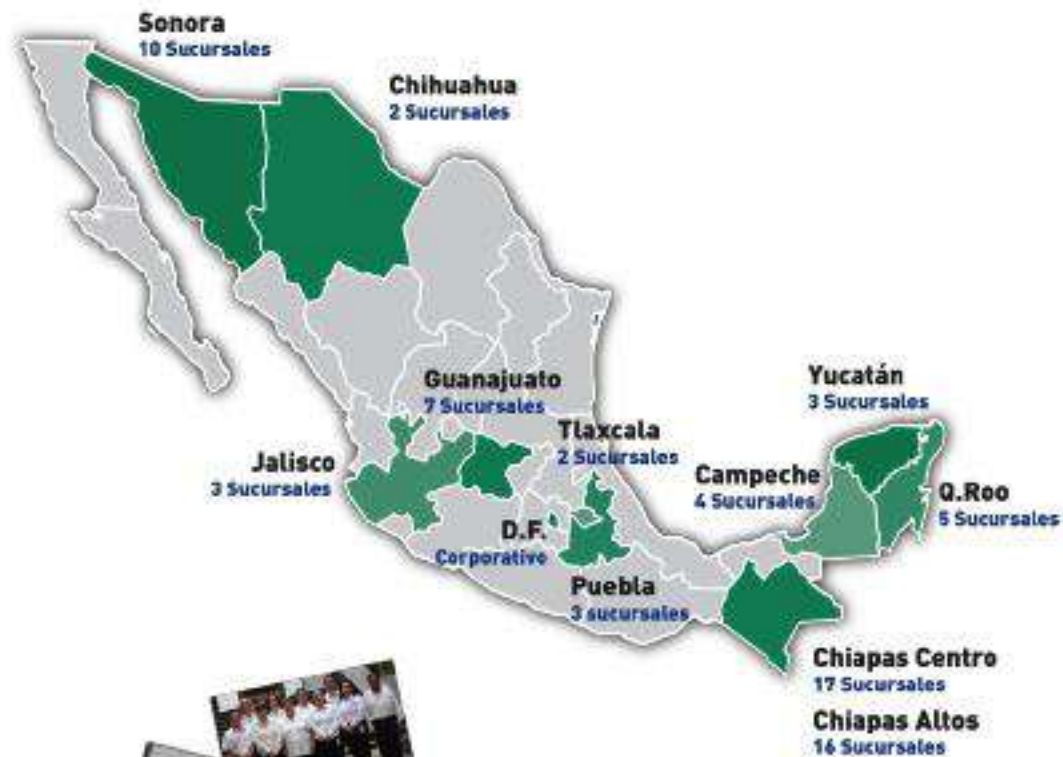 Sonora
10 Sucursales
Chihuahua
2 Sucursales
Guanajuato
7 Sucursales
Yucatán
3 Sucursales
Tlaxcala
2 Sucursales
Jalisco
3 Sucursales
Campeche
4 Sucursales
Q.Roo
5 Sucursales
D.F.
Corporativo
Puebla
3 sucursales
Chiapas Centro
17 Sucursales
Chiapas Altos
16 Sucursales